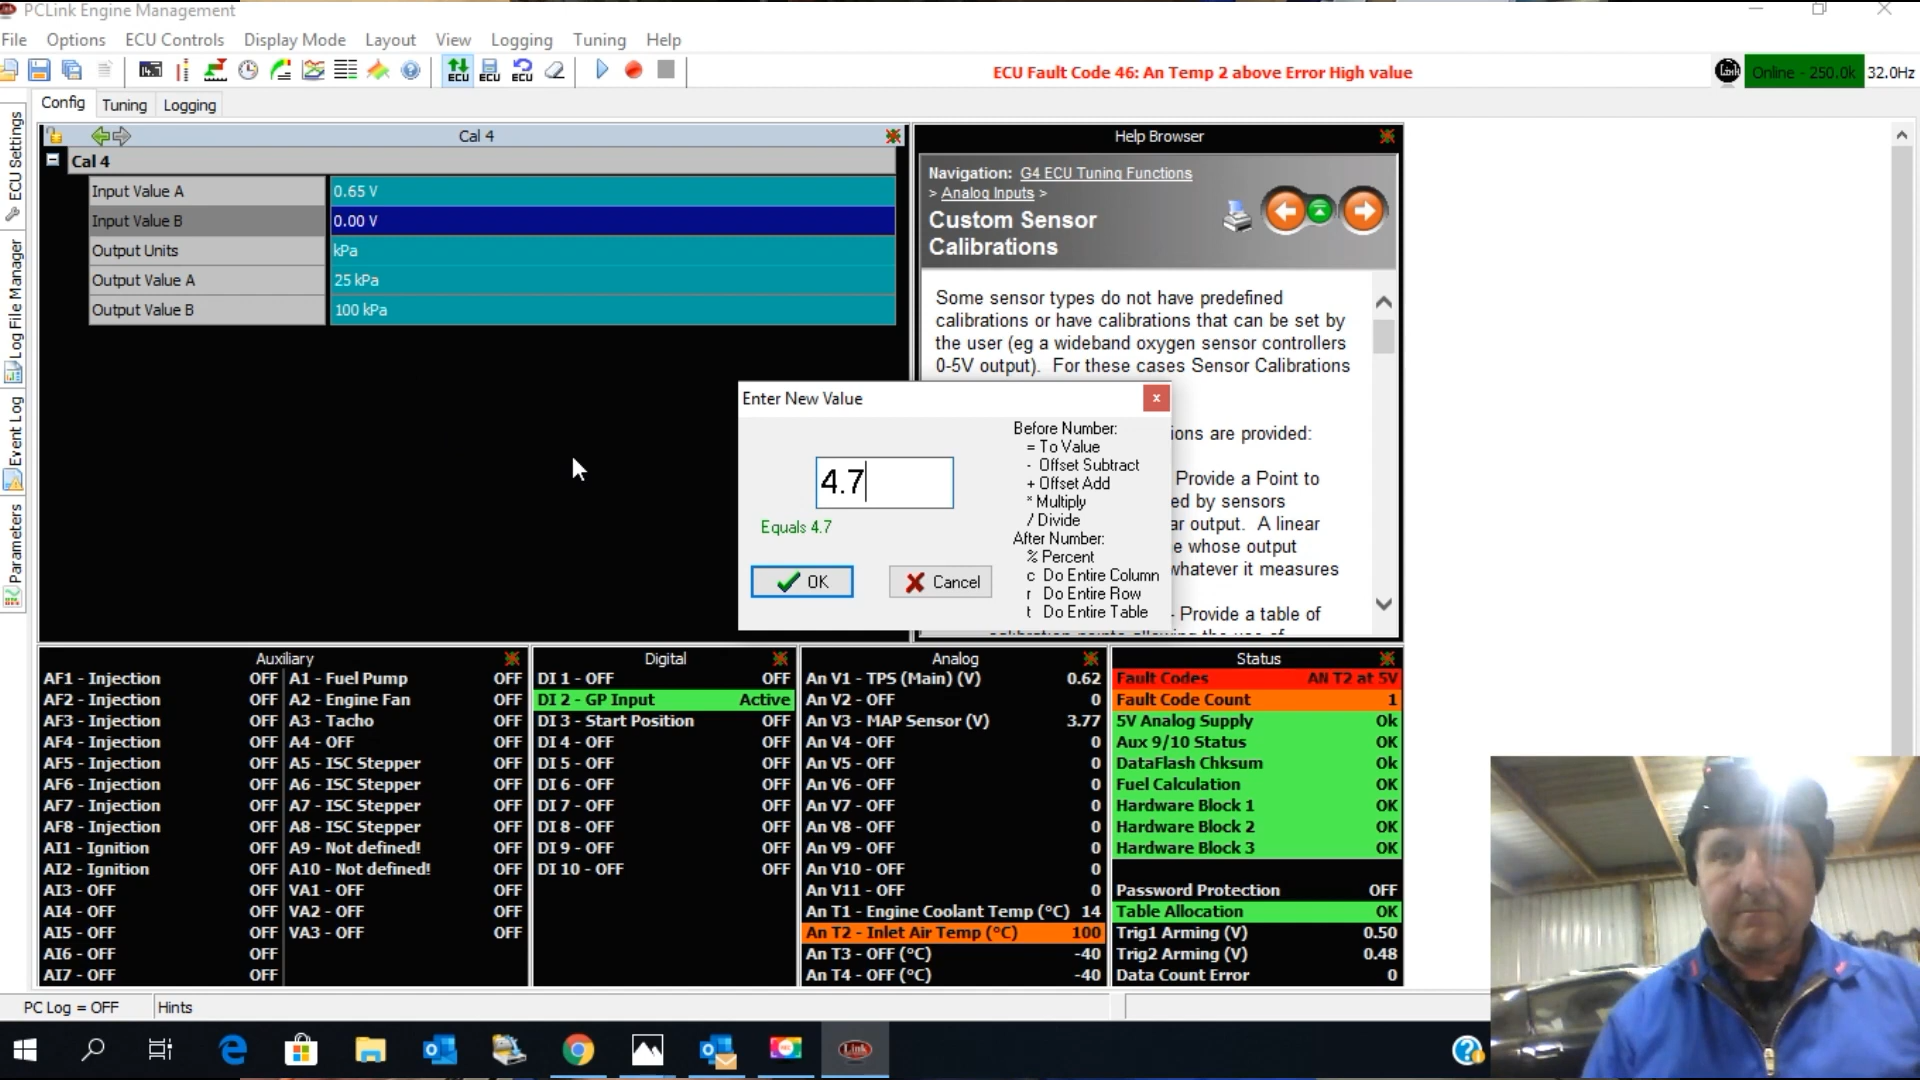 PCLink Engine Management
File Options ECU Controls Display Mode Layout View Logging Tuning Help
ECU ECU ECU
ECU Fault Code 46: An Temp 2 above Error High value
Link
Online - 250.0k
32.0Hz
Config Tuning Logging
ECU Settings
Log File Manager
Event Log
Parameters
Cal 4
Cal 4
Input Value A 0.65 V
Input Value B 0.00 V
Output Units kPa
Output Value A 25 kPa
Output Value B 100 kPa
Help Browser
Navigation: G4 ECU Tuning Functions
> Analog Inputs >
Custom Sensor
Calibrations
Some sensor types do not have predefined
calibrations or have calibrations that can be set by
the user (eg a wideband oxygen sensor controllers
0-5V output). For these cases Sensor Calibrations
ions are provided:
Provide a Point to
ed by sensors
ar output. A linear
e whose output
whatever it measures
- Provide a table of
Enter New Value
4.7
Equals 4.7
OK
Cancel
Before Number:
= To Value
- Offset Subtract
+ Offset Add
* Multiply
/ Divide
After Number:
% Percent
c Do Entire Column
r Do Entire Row
t Do Entire Table
Auxiliary
AF1 - Injection OFF A1 - Fuel Pump OFF
AF2 - Injection OFF A2 - Engine Fan OFF
AF3 - Injection OFF A3 - Tacho OFF
AF4 - Injection OFF A4 - OFF OFF
AF5 - Injection OFF A5 - ISC Stepper OFF
AF6 - Injection OFF A6 - ISC Stepper OFF
AF7 - Injection OFF A7 - ISC Stepper OFF
AF8 - Injection OFF A8 - ISC Stepper OFF
AI1 - Ignition OFF A9 - Not defined! OFF
AI2 - Ignition OFF A10 - Not defined! OFF
AI3 - OFF OFF VA1 - OFF OFF
AI4 - OFF OFF VA2 - OFF OFF
AI5 - OFF OFF VA3 - OFF OFF
AI6 - OFF OFF
AI7 - OFF OFF
Digital
DI 1 - OFF OFF
DI 2 - GP Input Active
DI 3 - Start Position OFF
DI 4 - OFF OFF
DI 5 - OFF OFF
DI 6 - OFF OFF
DI 7 - OFF OFF
DI 8 - OFF OFF
DI 9 - OFF OFF
DI 10 - OFF OFF
Analog
An V1 - TPS (Main) (V) 0.62
An V2 - OFF 0
An V3 - MAP Sensor (V) 3.77
An V4 - OFF 0
An V5 - OFF 0
An V6 - OFF 0
An V7 - OFF 0
An V8 - OFF 0
An V9 - OFF 0
An V10 - OFF 0
An V11 - OFF 0
An T1 - Engine Coolant Temp (°C) 14
An T2 - Inlet Air Temp (°C) 100
An T3 - OFF (°C) -40
An T4 - OFF (°C) -40
Status
Fault Codes AN T2 at 5V
Fault Code Count 1
5V Analog Supply Ok
Aux 9/10 Status OK
DataFlash Chksum Ok
Fuel Calculation OK
Hardware Block 1 OK
Hardware Block 2 OK
Hardware Block 3 OK
Password Protection OFF
Table Allocation OK
Trig1 Arming (V) 0.50
Trig2 Arming (V) 0.48
Data Count Error 0
PC Log = OFF Hints
Link